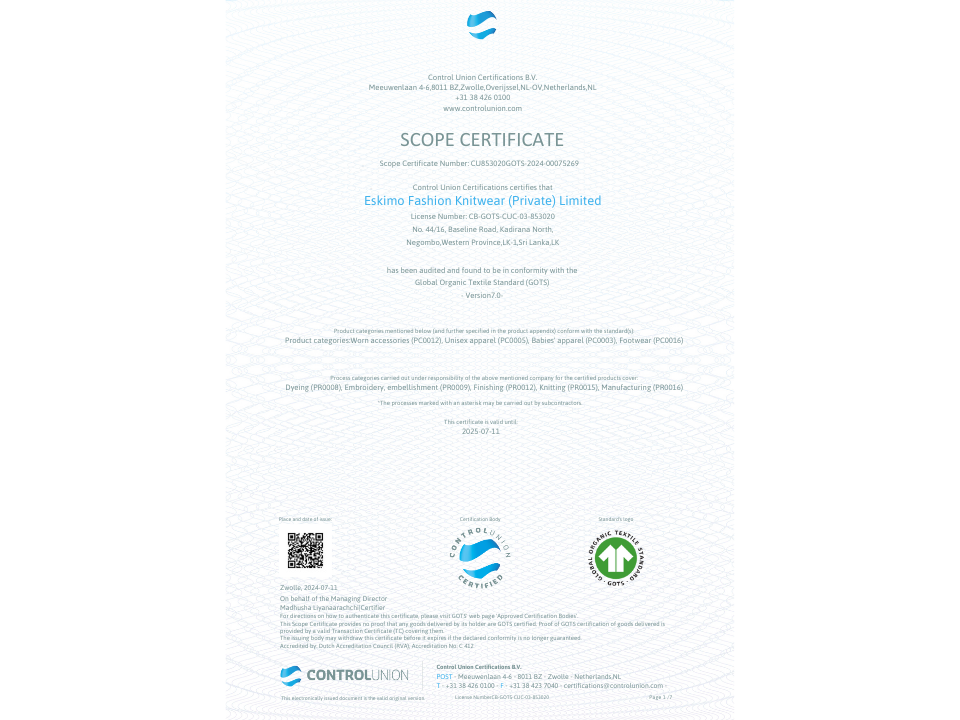 Control Union Certifications B.V.
Meeuwenlaan 4-6,8011 BZ,Zwolle,Overijssel,NL-OV,Netherlands,NL
+31 38 426 0100
www.controlunion.com
SCOPE CERTIFICATE
Scope Certificate Number: CU853020GOTS-2024-00075269
Control Union Certifications certifies that
Eskimo Fashion Knitwear (Private) Limited
License Number: CB-GOTS-CUC-03-853020
No. 44/16, Baseline Road, Kadirana North,
Negombo,Western Province,LK-1,Sri Lanka,LK
has been audited and found to be in conformity with the
Global Organic Textile Standard (GOTS)
- Version7.0-
Product categories mentioned below (and further specified in the product appendix) conform with the standard(s):
Product categories:Worn accessories (PC0012), Unisex apparel (PC0005), Babies' apparel (PC0003), Footwear (PC0016)
Process categories carried out under responsibility of the above mentioned company for the certified products cover:
Dyeing (PR0008), Embroidery, embellishment (PR0009), Finishing (PR0012), Knitting (PR0015), Manufacturing (PR0016)
*The processes marked with an asterisk may be carried out by subcontractors.
This certificate is valid until:
2025-07-11
Place and date of issue:
Certification Body
Standard's logo
CONTROLUNION
CERTIFIED
GLOBAL ORGANIC TEXTILE STANDARD
· GOTS ·
Zwolle, 2024-07-11
On behalf of the Managing Director
Madhusha Liyanaarachchi|Certifier
For directions on how to authenticate this certificate, please visit GOTS' web page 'Approved Certification Bodies'.
This Scope Certificate provides no proof that any goods delivered by its holder are GOTS certified. Proof of GOTS certification of goods delivered is
provided by a valid Transaction Certificate (TC) covering them.
The issuing body may withdraw this certificate before it expires if the declared conformity is no longer guaranteed.
Accredited by: Dutch Accreditation Council (RVA), Accreditation No: C 412
CONTROLUNION
Control Union Certifications B.V.
POST - Meeuwenlaan 4-6 - 8011 BZ - Zwolle - Netherlands,NL
T - +31 38 426 0100 - F - +31 38 423 7040 - certifications@controlunion.com -
This electronically issued document is the valid original version
License NumberCB-GOTS-CUC-03-853020
Page 1 /7